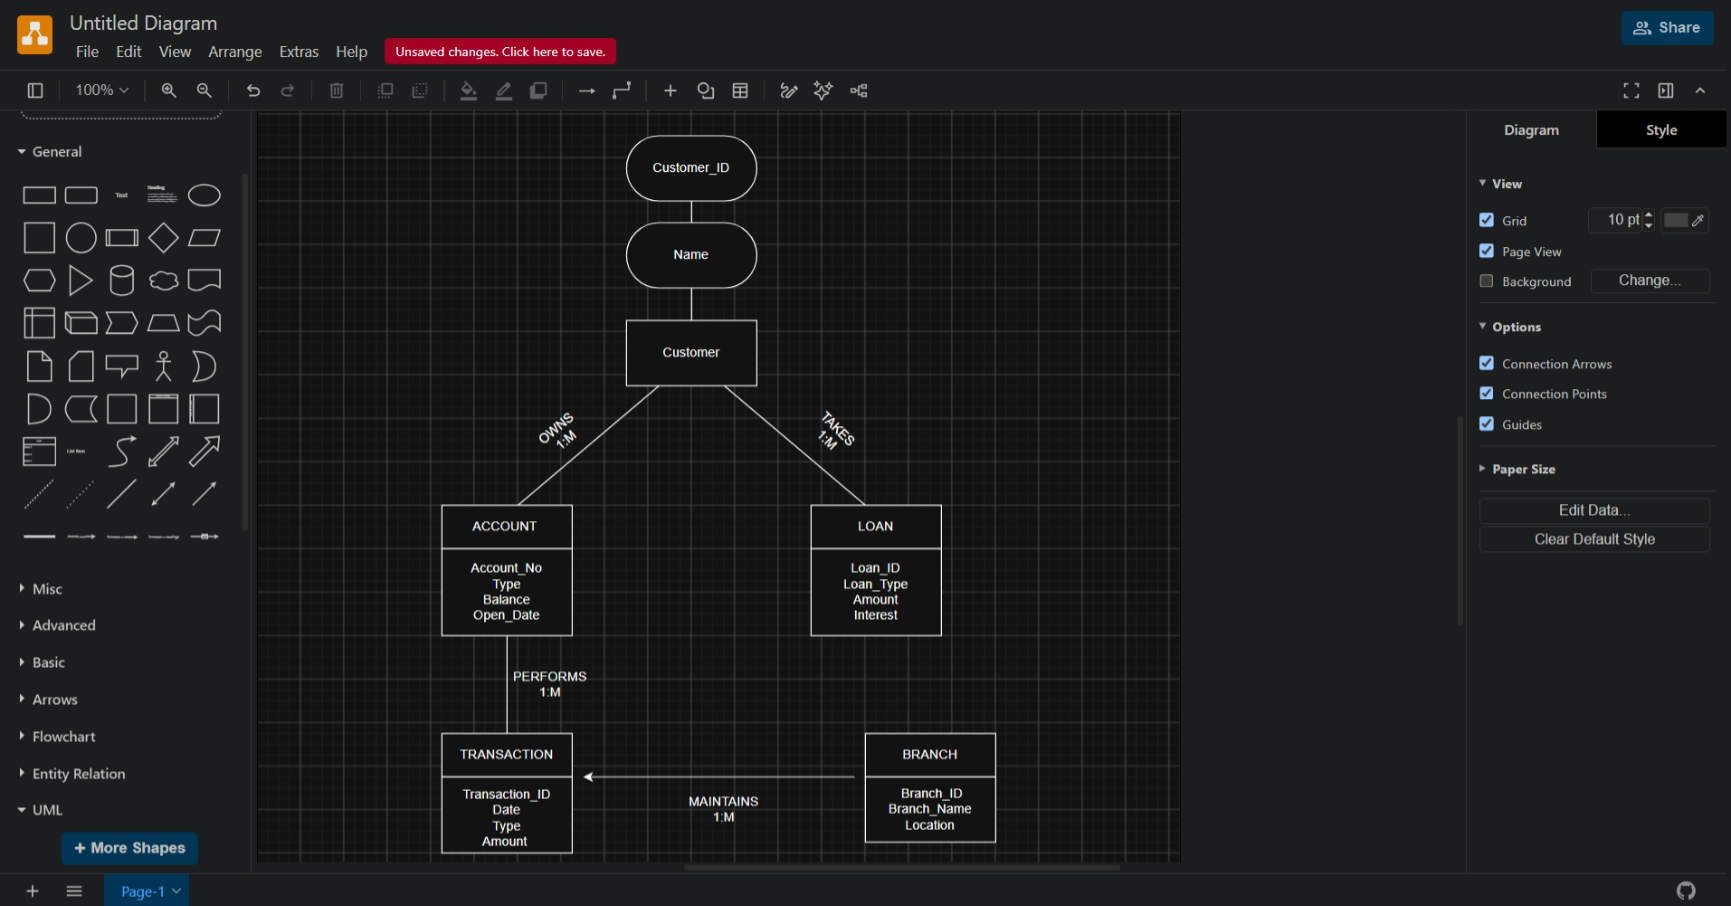 Untitled Diagram
File Edit View Arrange Extras Help Unsaved changes. Click here to save.
Share
100%
General
Text
Heading
List Item
Misc
Advanced
Basic
Arrows
Flowchart
Entity Relation
UML
+ More Shapes
Page-1
Customer_ID
Name
Customer
OWNS
1:M
TAKES
1:M
ACCOUNT
Account_No
Type
Balance
Open_Date
LOAN
Loan_ID
Loan_Type
Amount
Interest
PERFORMS
1:M
TRANSACTION
Transaction_ID
Date
Type
Amount
MAINTAINS
1:M
BRANCH
Branch_ID
Branch_Name
Location
Diagram Style
View
Grid 10 pt
Page View
Background Change...
Options
Connection Arrows
Connection Points
Guides
Paper Size
Edit Data...
Clear Default Style